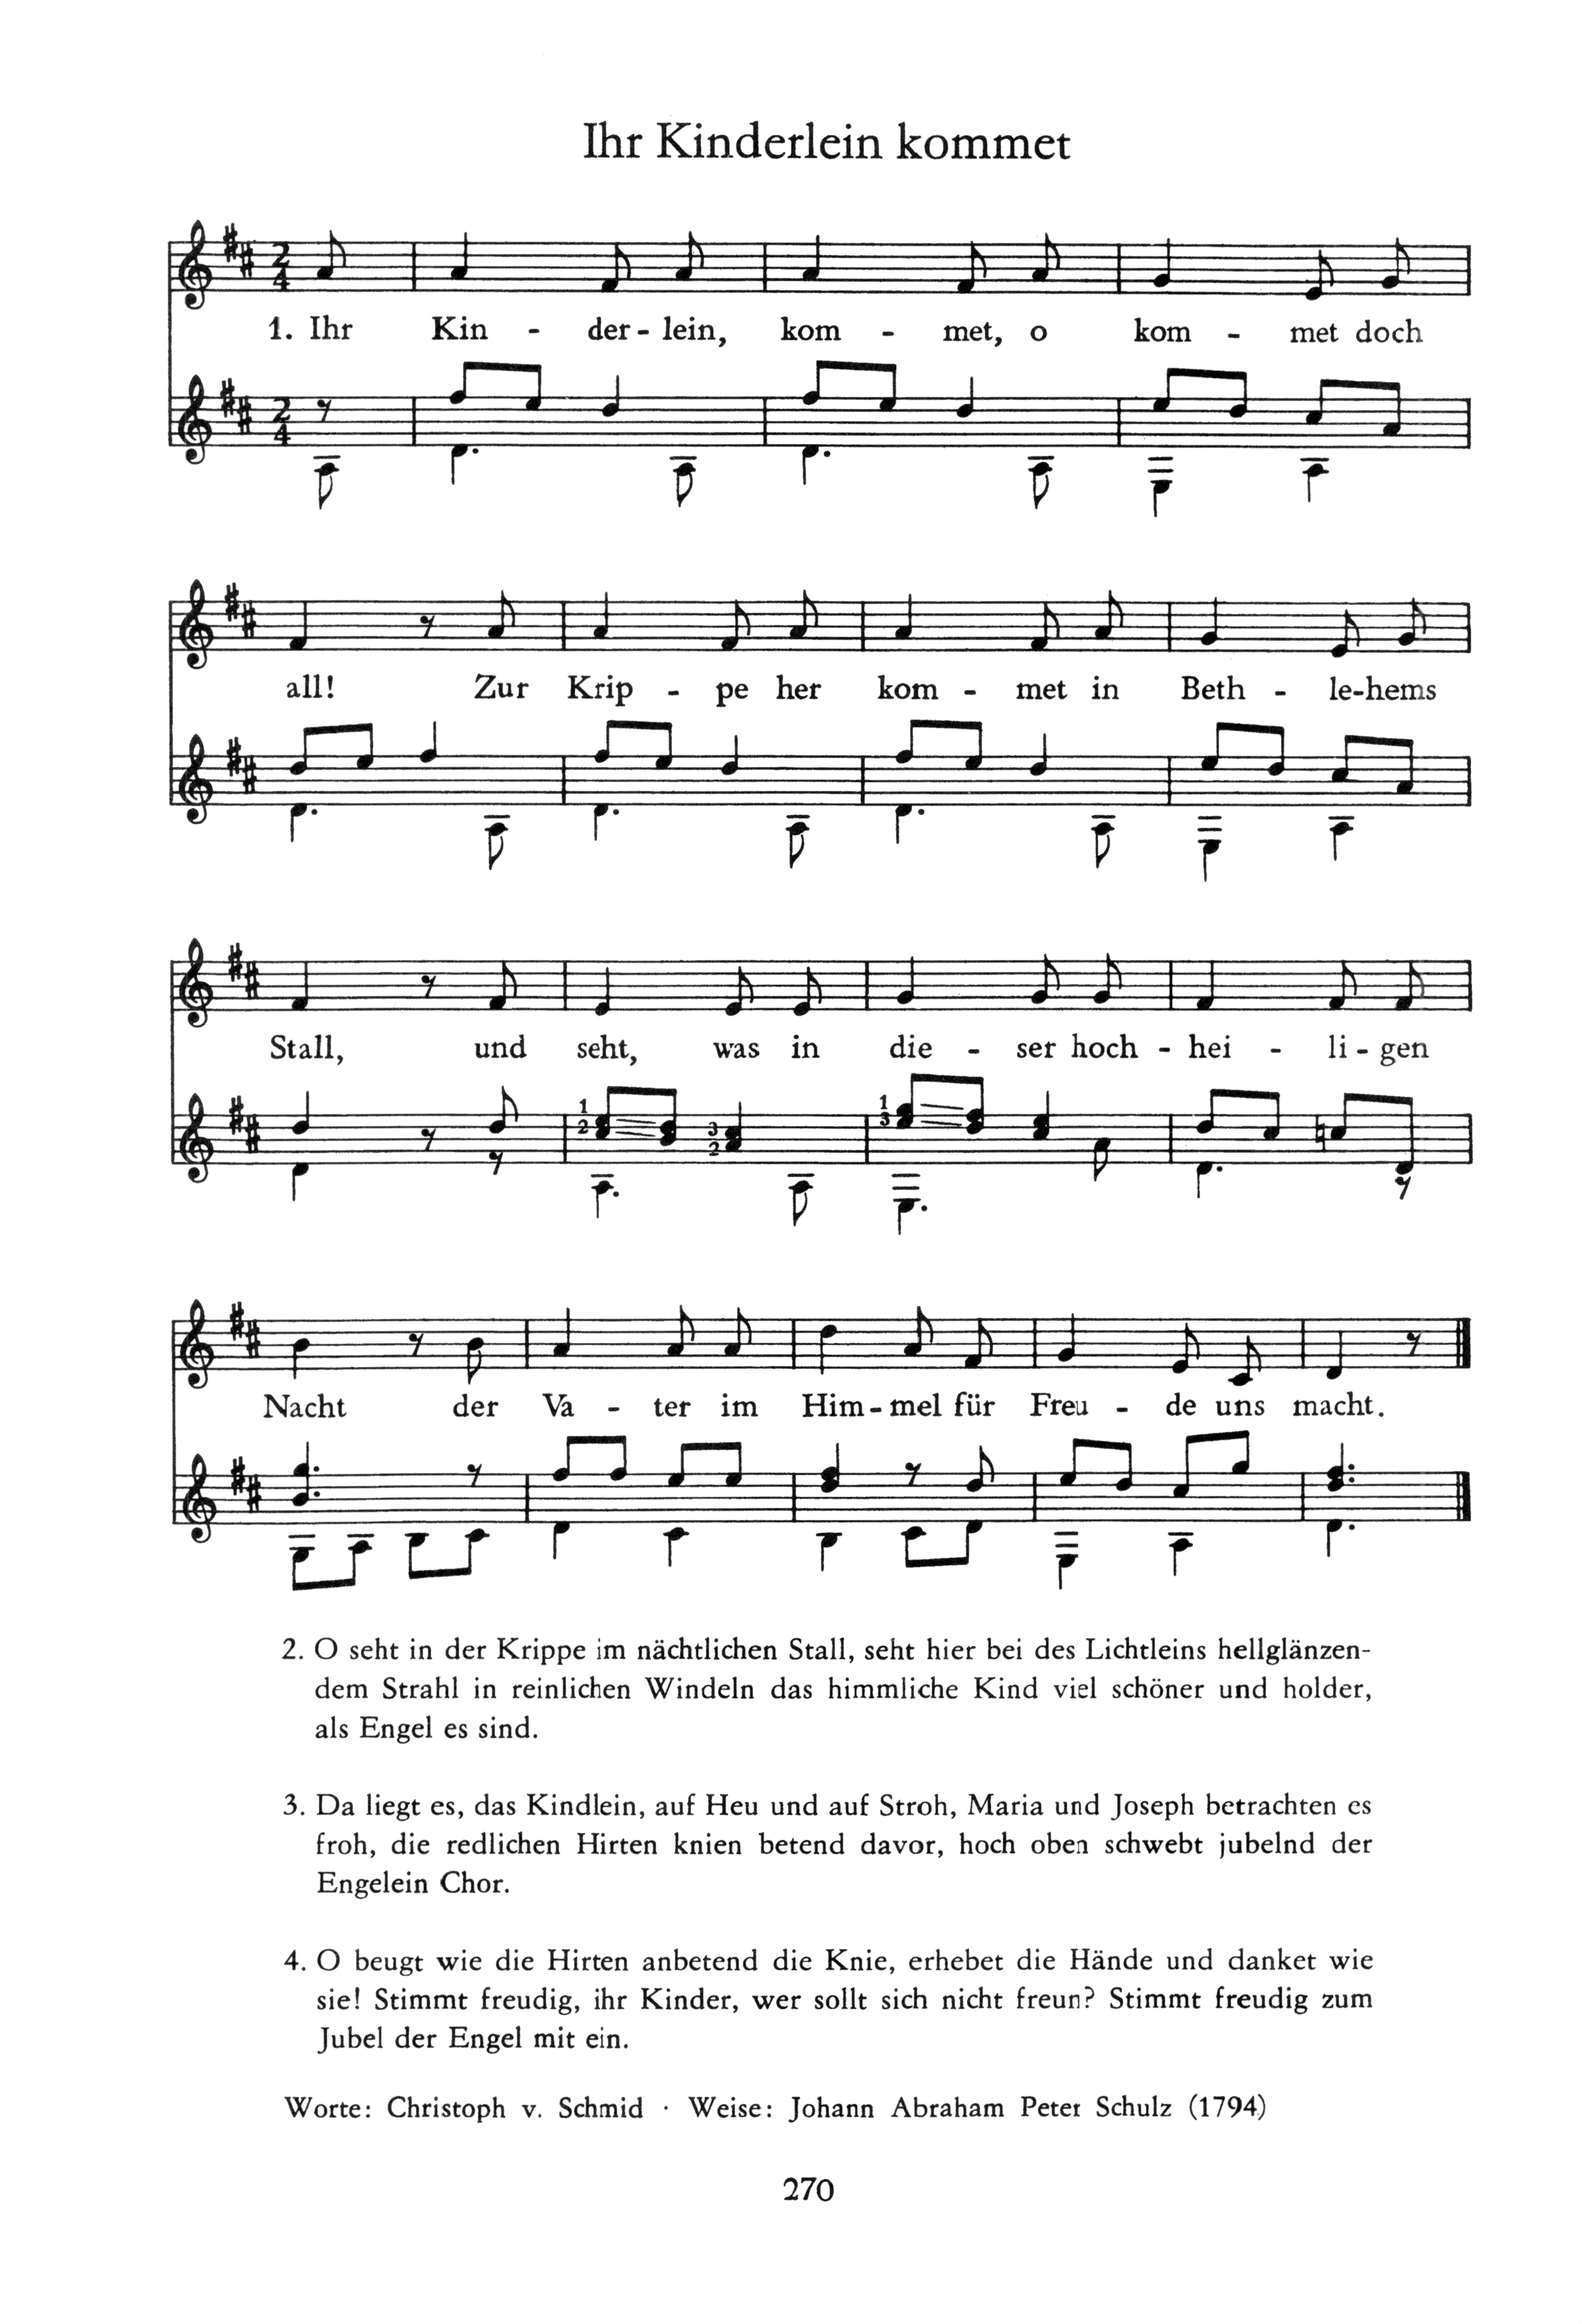 Ihr Kinderlein kommet
2 4
1. Ihr Kin - der - lein, kom - met, o kom - met doch
2 4
all! Zur Krip - pe her kom - met in Beth - le-hems
Stall, und seht, was in die - ser hoch - hei - li - gen
1 2 3 2 1 3
Nacht der Va - ter im Him - mel für Freu - de uns macht.
2. O seht in der Krippe im nächtlichen Stall, seht hier bei des Lichtleins hellglänzen-
dem Strahl in reinlichen Windeln das himmliche Kind viel schöner und holder,
als Engel es sind.
3. Da liegt es, das Kindlein, auf Heu und auf Stroh, Maria und Joseph betrachten es
froh, die redlichen Hirten knien betend davor, hoch oben schwebt jubelnd der
Engelein Chor.
4. O beugt wie die Hirten anbetend die Knie, erhebet die Hände und danket wie
sie! Stimmt freudig, ihr Kinder, wer sollt sich nicht freun? Stimmt freudig zum
Jubel der Engel mit ein.
Worte: Christoph v. Schmid · Weise: Johann Abraham Peter Schulz (1794)
270